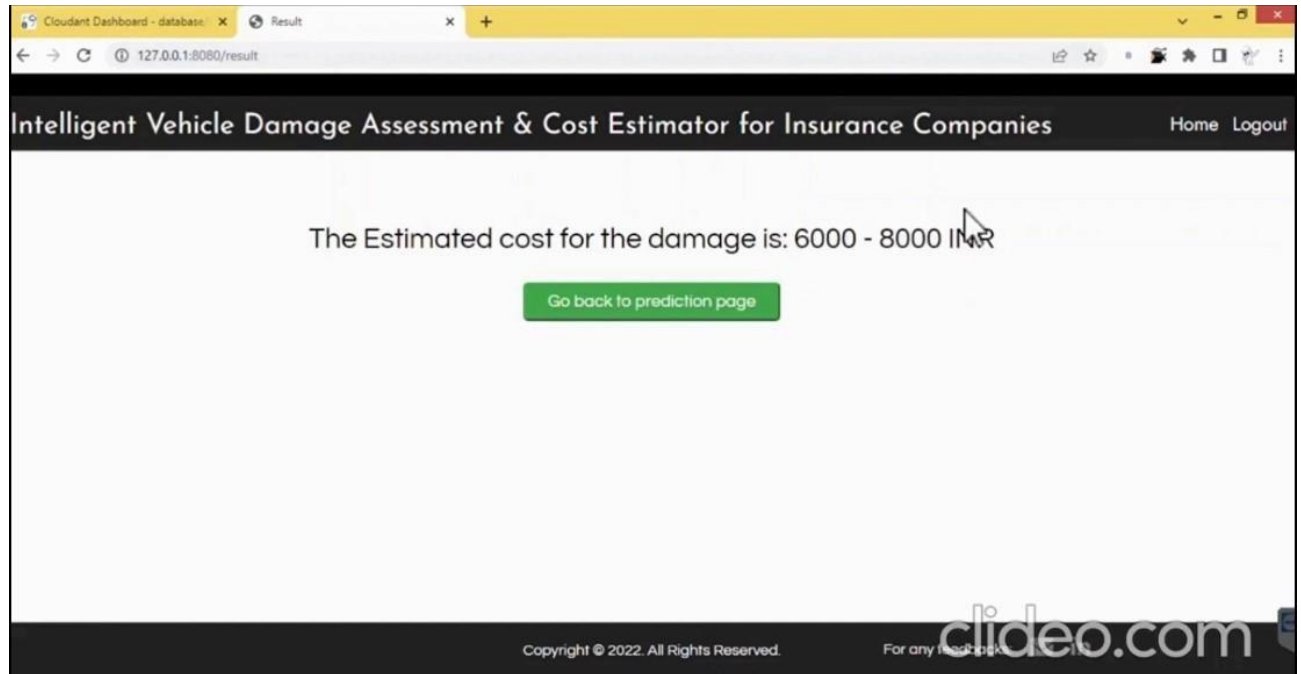 Cloudant Dashboard - database/
Result
127.0.0.1:8080/result
Intelligent Vehicle Damage Assessment & Cost Estimator for Insurance Companies
Home Logout
The Estimated cost for the damage is: 6000 - 8000 INR
Go back to prediction page
Copyright © 2022. All Rights Reserved.
For any feedbacks
clideo.com